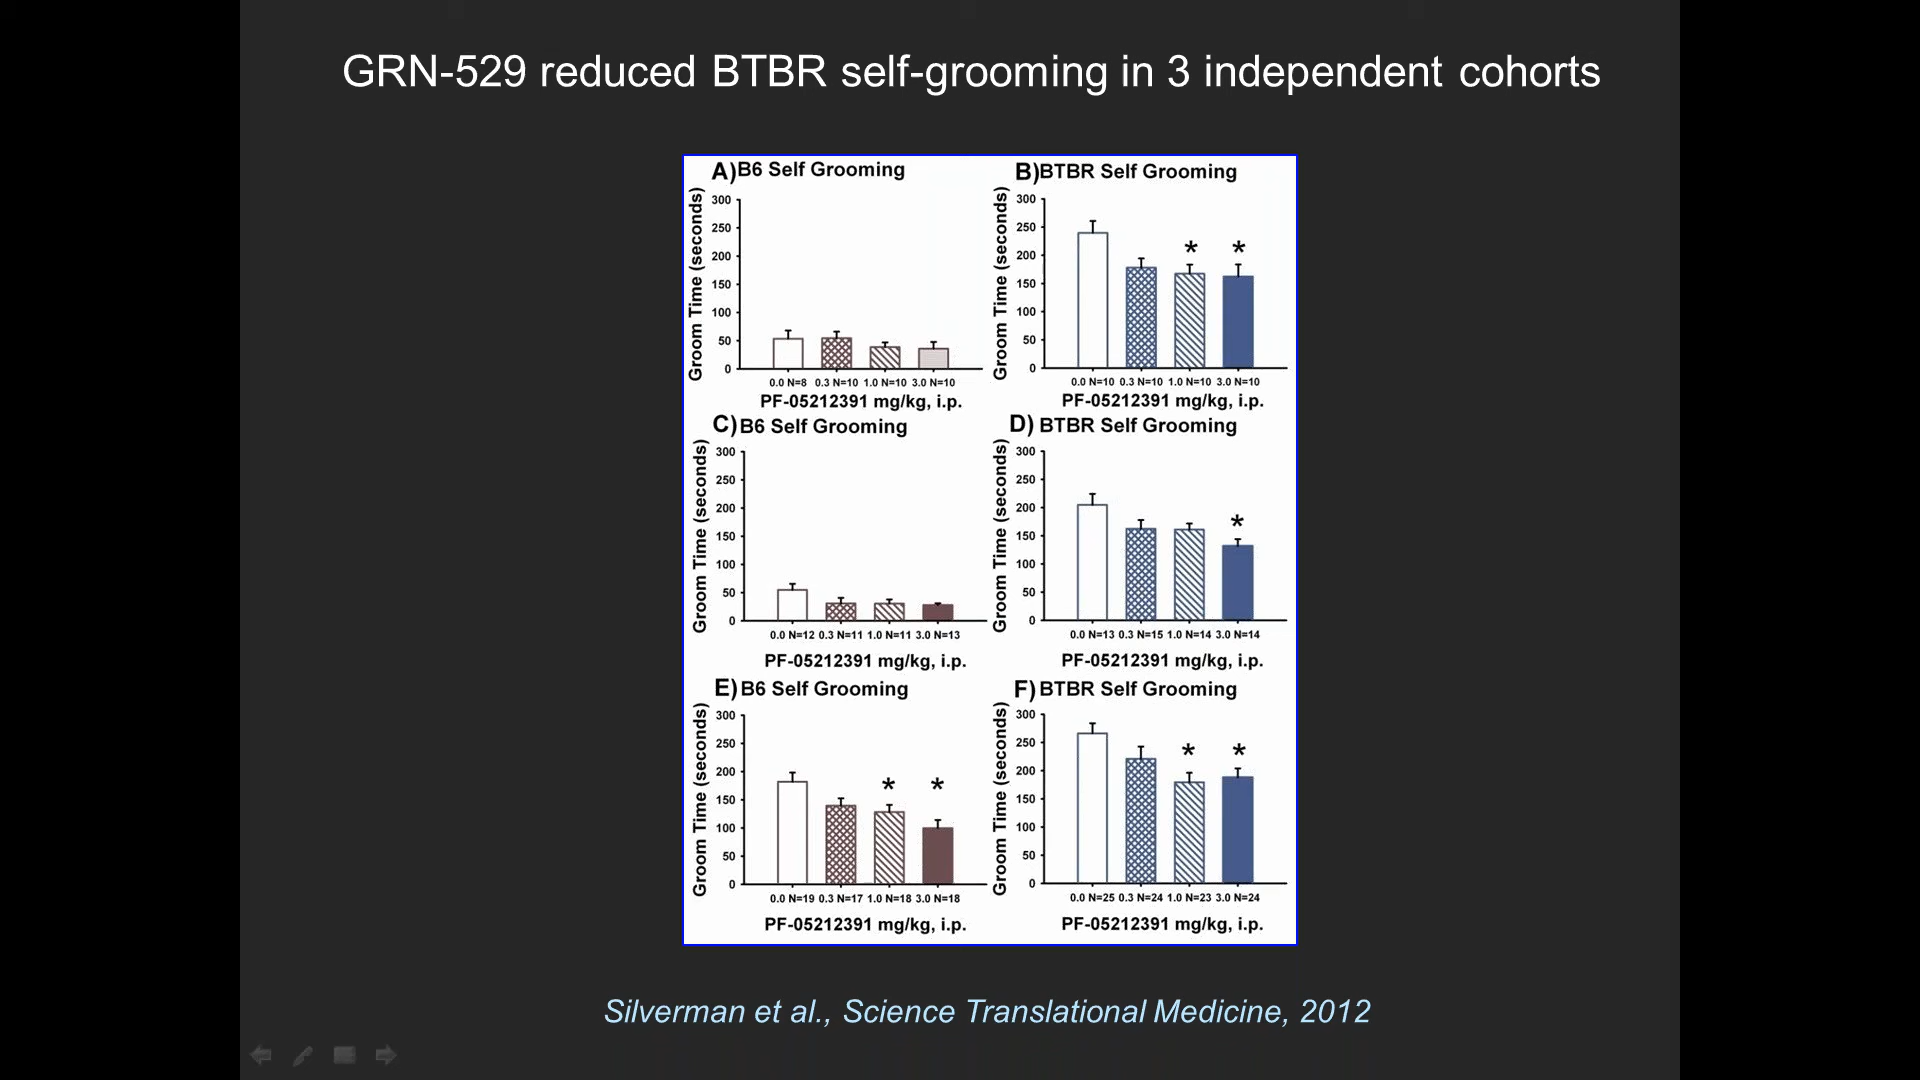 GRN-529 reduced BTBR self-grooming in 3 independent cohorts
A)B6 Self Grooming
Groom Time (seconds)
300
250
200
150
100
50
0
0.0 N=8 0.3 N=10 1.0 N=10 3.0 N=10
PF-05212391 mg/kg, i.p.
B)BTBR Self Grooming
Groom Time (seconds)
300
250
200
150
100
50
0
* *
0.0 N=10 0.3 N=10 1.0 N=10 3.0 N=10
PF-05212391 mg/kg, i.p.
C)B6 Self Grooming
Groom Time (seconds)
300
250
200
150
100
50
0
0.0 N=12 0.3 N=11 1.0 N=11 3.0 N=13
PF-05212391 mg/kg, i.p.
D) BTBR Self Grooming
Groom Time (seconds)
300
250
200
150
100
50
0
*
0.0 N=13 0.3 N=15 1.0 N=14 3.0 N=14
PF-05212391 mg/kg, i.p.
E)B6 Self Grooming
Groom Time (seconds)
300
250
200
150
100
50
0
* *
0.0 N=19 0.3 N=17 1.0 N=18 3.0 N=18
PF-05212391 mg/kg, i.p.
F)BTBR Self Grooming
Groom Time (seconds)
300
250
200
150
100
50
0
* *
0.0 N=25 0.3 N=24 1.0 N=23 3.0 N=24
PF-05212391 mg/kg, i.p.
Silverman et al., Science Translational Medicine, 2012